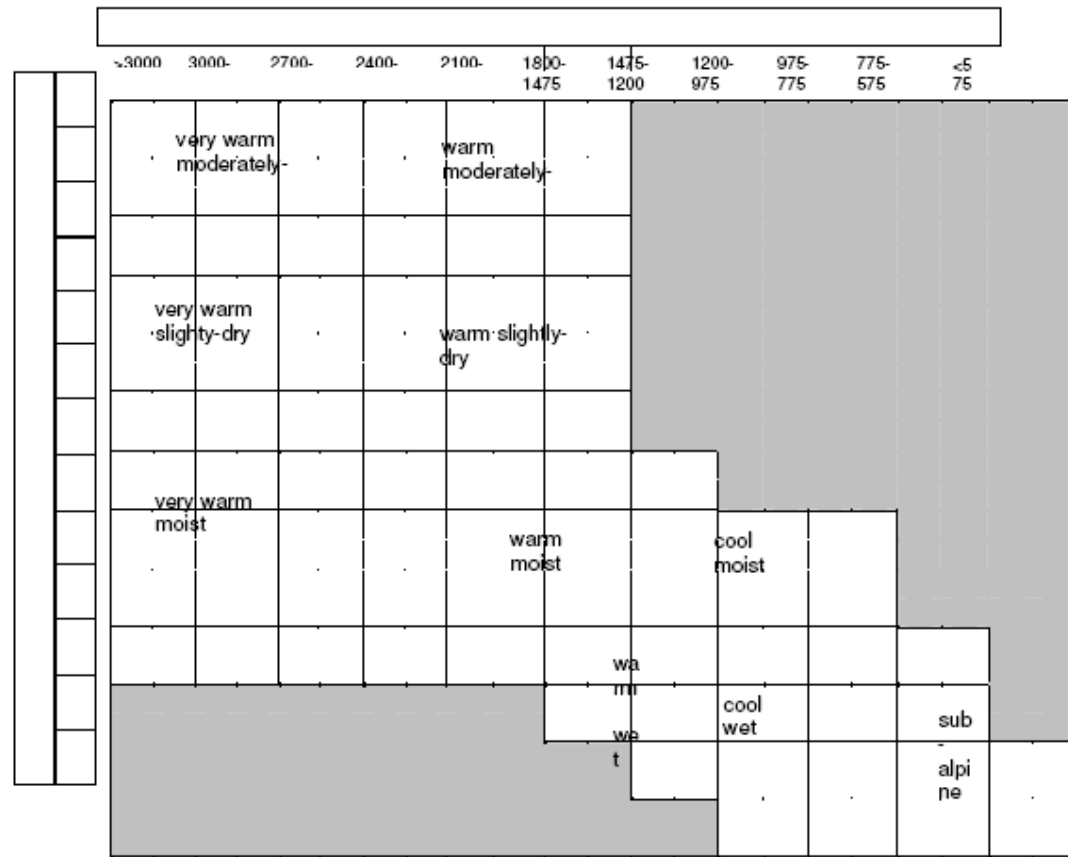 >3000 3000- 2700- 2400- 2100- 1800- 1475- 1200- 975- 775- <5
1475 1200 975 775 575 75
very warm
moderately-
warm
moderately-
very warm
slighty-dry
warm slightly-
dry
very warm
moist
warm
moist
cool
moist
wa
rm
we
t
cool
wet
sub
-
alpi
ne